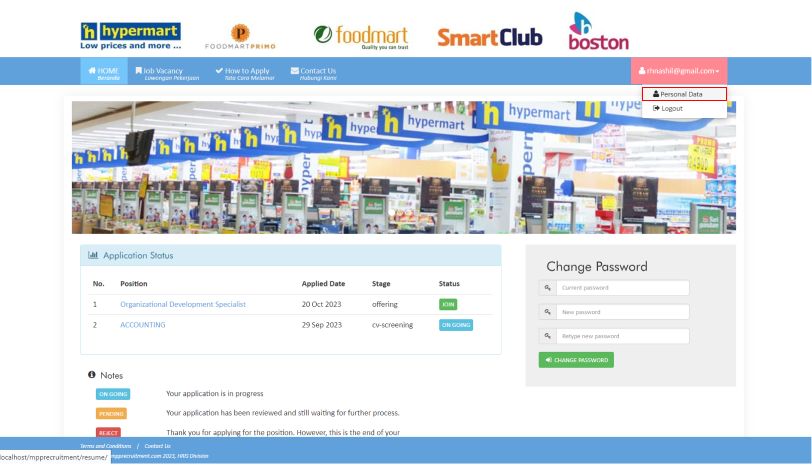 hypermart
Low prices and more ...
FOODMARTPRIMO
foodmart
Quality you can trust
SmartClub
boston
HOME
Beranda
Job Vacancy
Lowongan Pekerjaan
How to Apply
Tata Cara Melamar
Contact Us
Hubungi Kami
rhnashil@gmail.com
Personal Data
Logout
hypermart
hypermart
Application Status
No. Position Applied Date Stage Status
1 Organizational Development Specialist 20 Oct 2023 offering JOIN
2 ACCOUNTING 29 Sep 2023 cv-screening ON GOING
Change Password
Current password
New password
Retype new password
CHANGE PASSWORD
Notes
ON GOING Your application is in progress
PENDING Your application has been reviewed and still waiting for further process.
REJECT Thank you for applying for the position. However, this is the end of your
Terms and Conditions / Contact Us
mpprecruitment.com 2023, HRIS Division
localhost/mpprecruitment/resume/